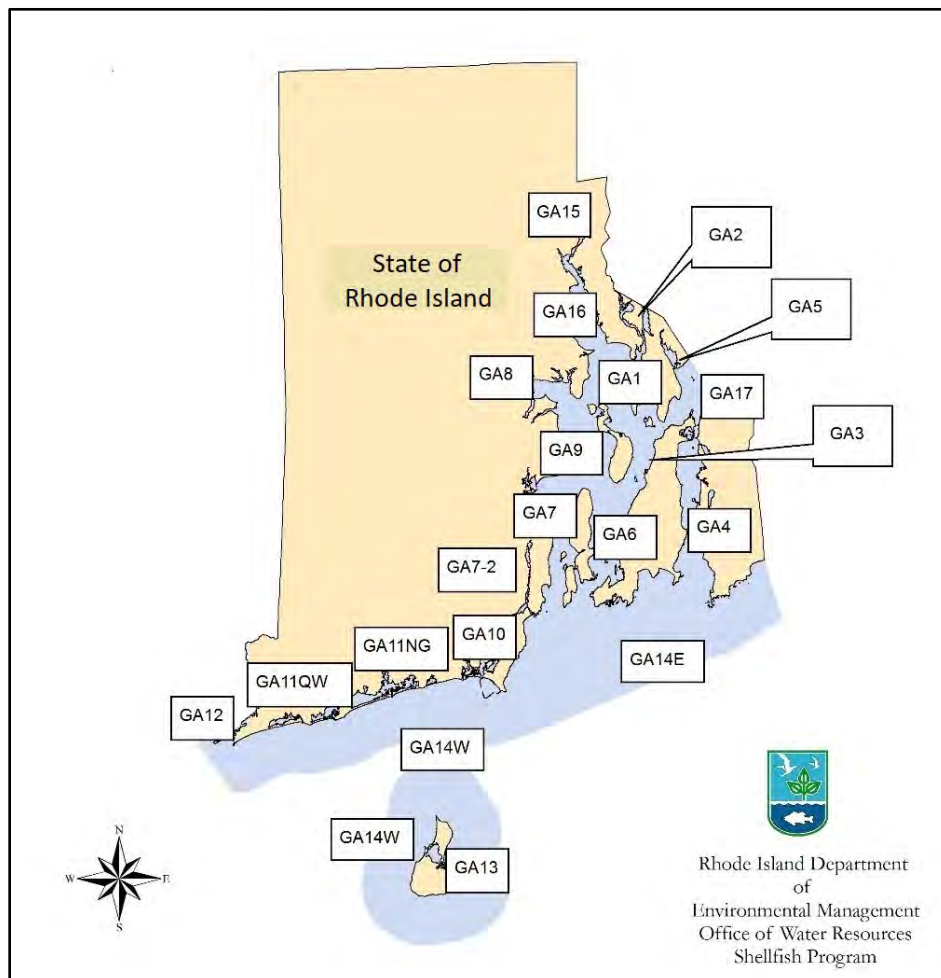 GA15
GA2
State of
Rhode Island
GA5
GA16
GA8
GA1
GA17
GA3
GA9
GA7
GA6
GA4
GA7-2
GA10
GA11NG
GA14E
GA11QW
GA12
GA14W
GA14W
GA13
N
W
E
S
Rhode Island Department
of
Environmental Management
Office of Water Resources
Shellfish Program